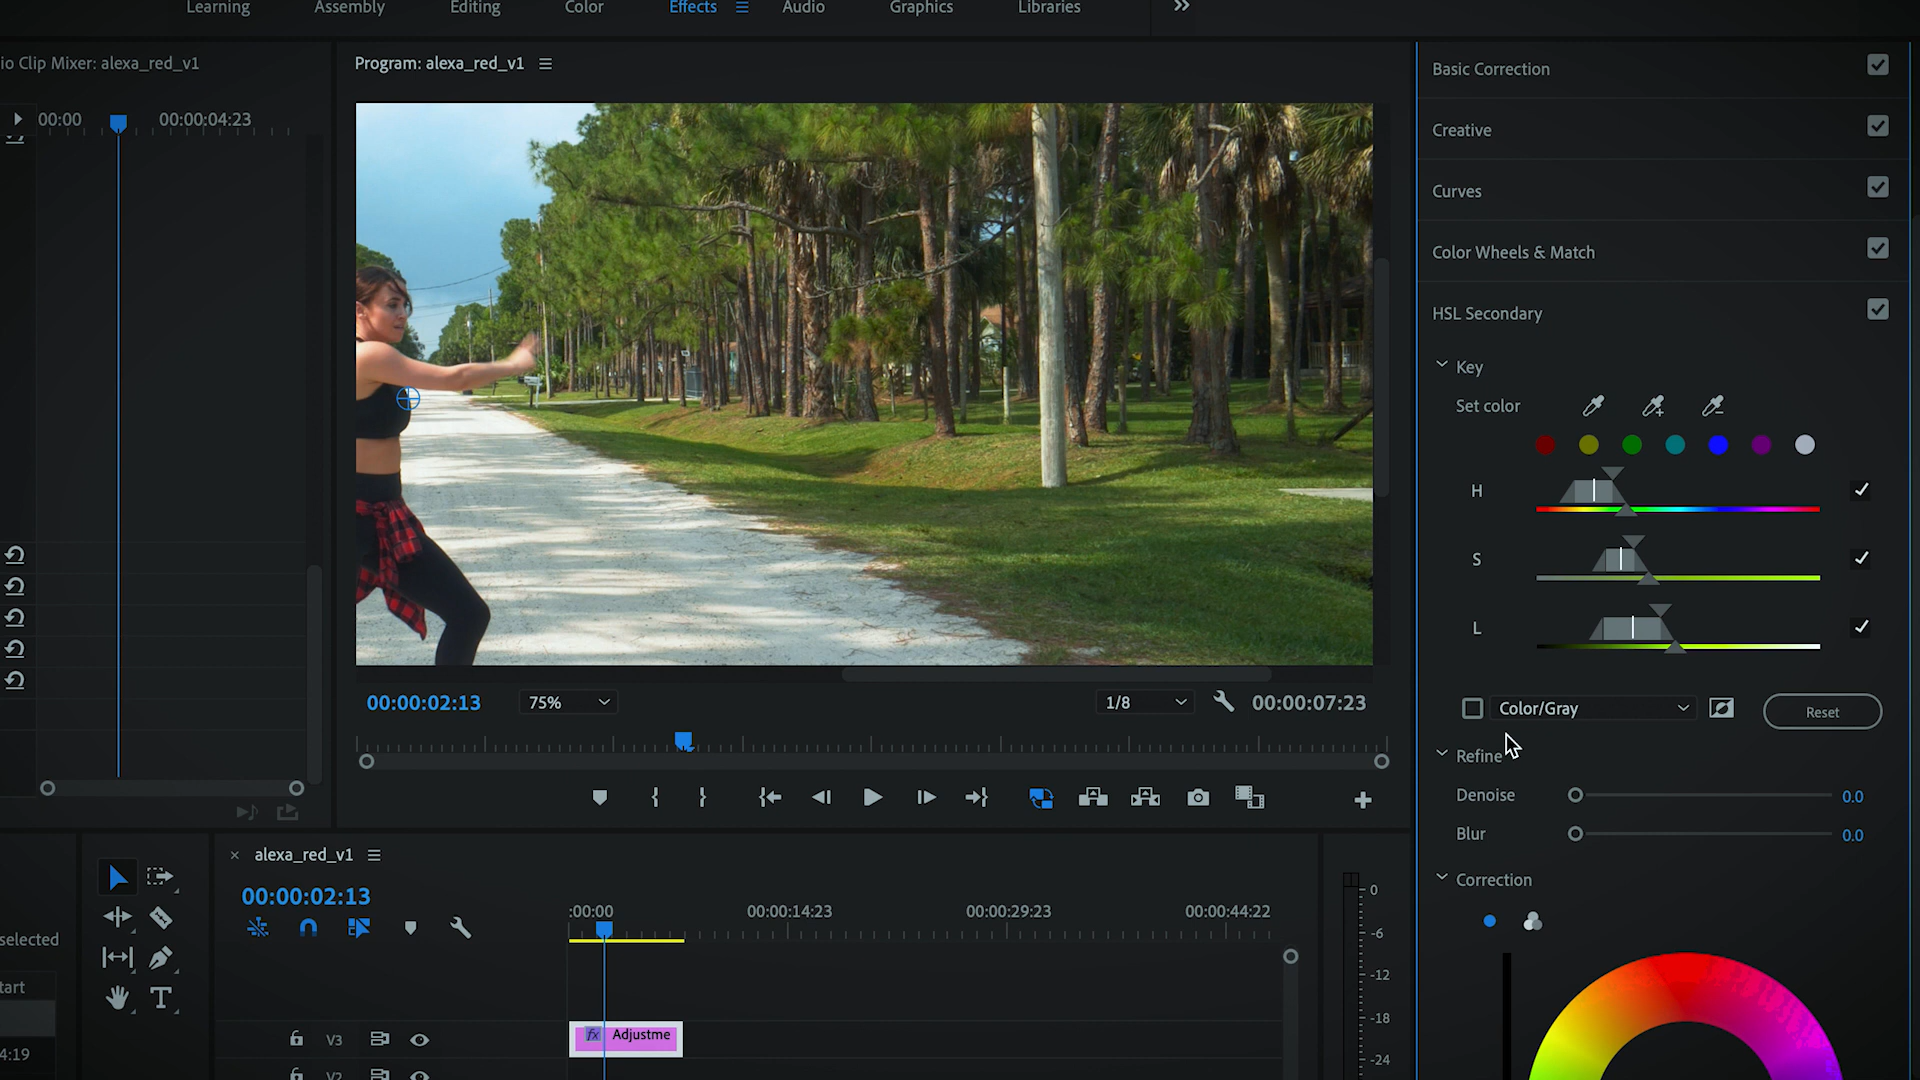 Learning Assembly Editing Color Effects Audio Graphics Libraries
io Clip Mixer: alexa_red_v1
Program: alexa_red_v1
00:00 00:00:04:23
00:00:02:13 75% 1/8 00:00:07:23
Basic Correction
Creative
Curves
Color Wheels & Match
HSL Secondary
Key
Set color
H
S
L
Color/Gray
Reset
Refine
Denoise 0.0
Blur 0.0
Correction
selected
tart
4:19
alexa_red_v1
00:00:02:13
:00:00 00:00:14:23 00:00:29:23 00:00:44:22
V3
fx Adjustme
V2
0
-6
-12
-18
-24